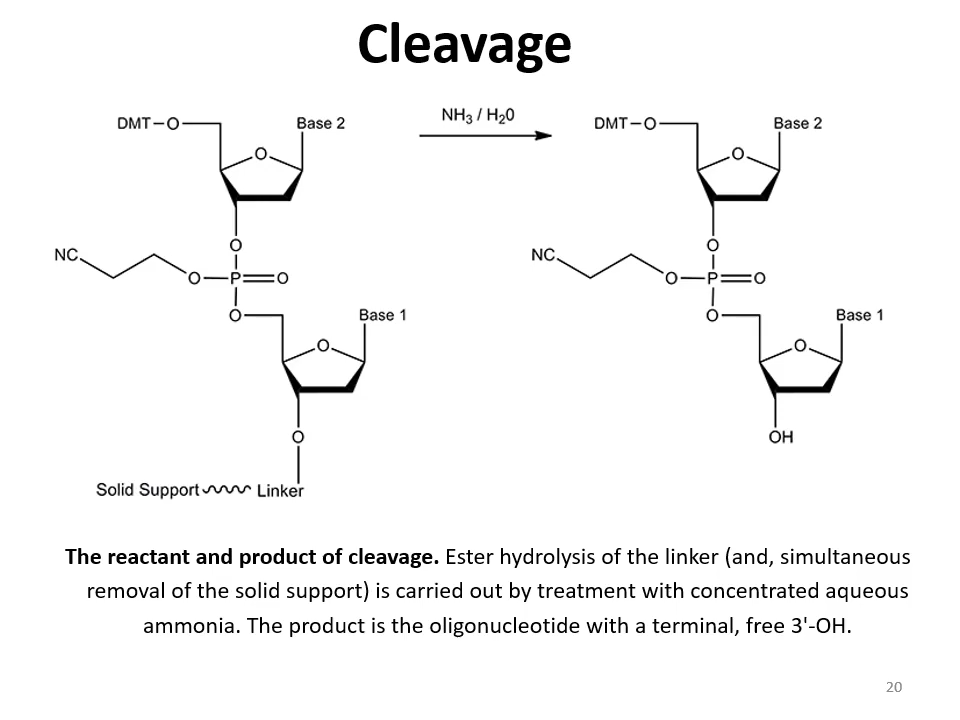 Cleavage
NH3 / H20
DMT–O
Base 2
O
O
NC
O–P=O
O
Base 1
O
O
Solid Support
Linker
DMT–O
Base 2
O
O
NC
O–P=O
O
Base 1
O
OH
The reactant and product of cleavage. Ester hydrolysis of the linker (and, simultaneous
removal of the solid support) is carried out by treatment with concentrated aqueous
ammonia. The product is the oligonucleotide with a terminal, free 3'-OH.
20